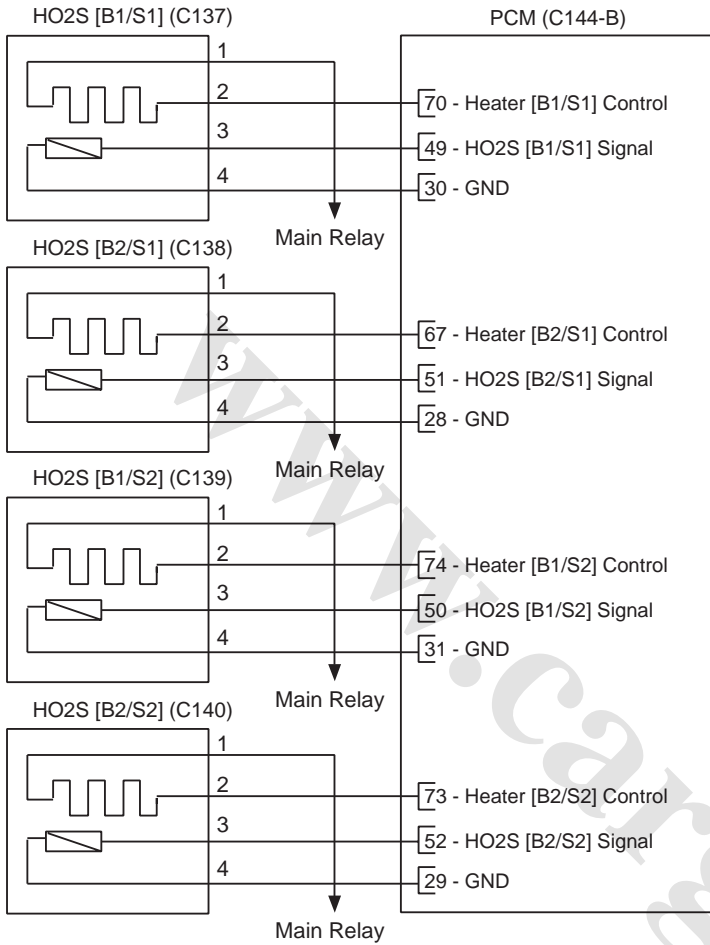 HO2S [B1/S1] (C137)
PCM (C144-B)
1
2
70 - Heater [B1/S1] Control
3
49 - HO2S [B1/S1] Signal
4
30 - GND
Main Relay
HO2S [B2/S1] (C138)
1
2
67 - Heater [B2/S1] Control
3
51 - HO2S [B2/S1] Signal
4
28 - GND
Main Relay
HO2S [B1/S2] (C139)
1
2
74 - Heater [B1/S2] Control
3
50 - HO2S [B1/S2] Signal
4
31 - GND
Main Relay
HO2S [B2/S2] (C140)
1
2
73 - Heater [B2/S2] Control
3
52 - HO2S [B2/S2] Signal
4
29 - GND
Main Relay